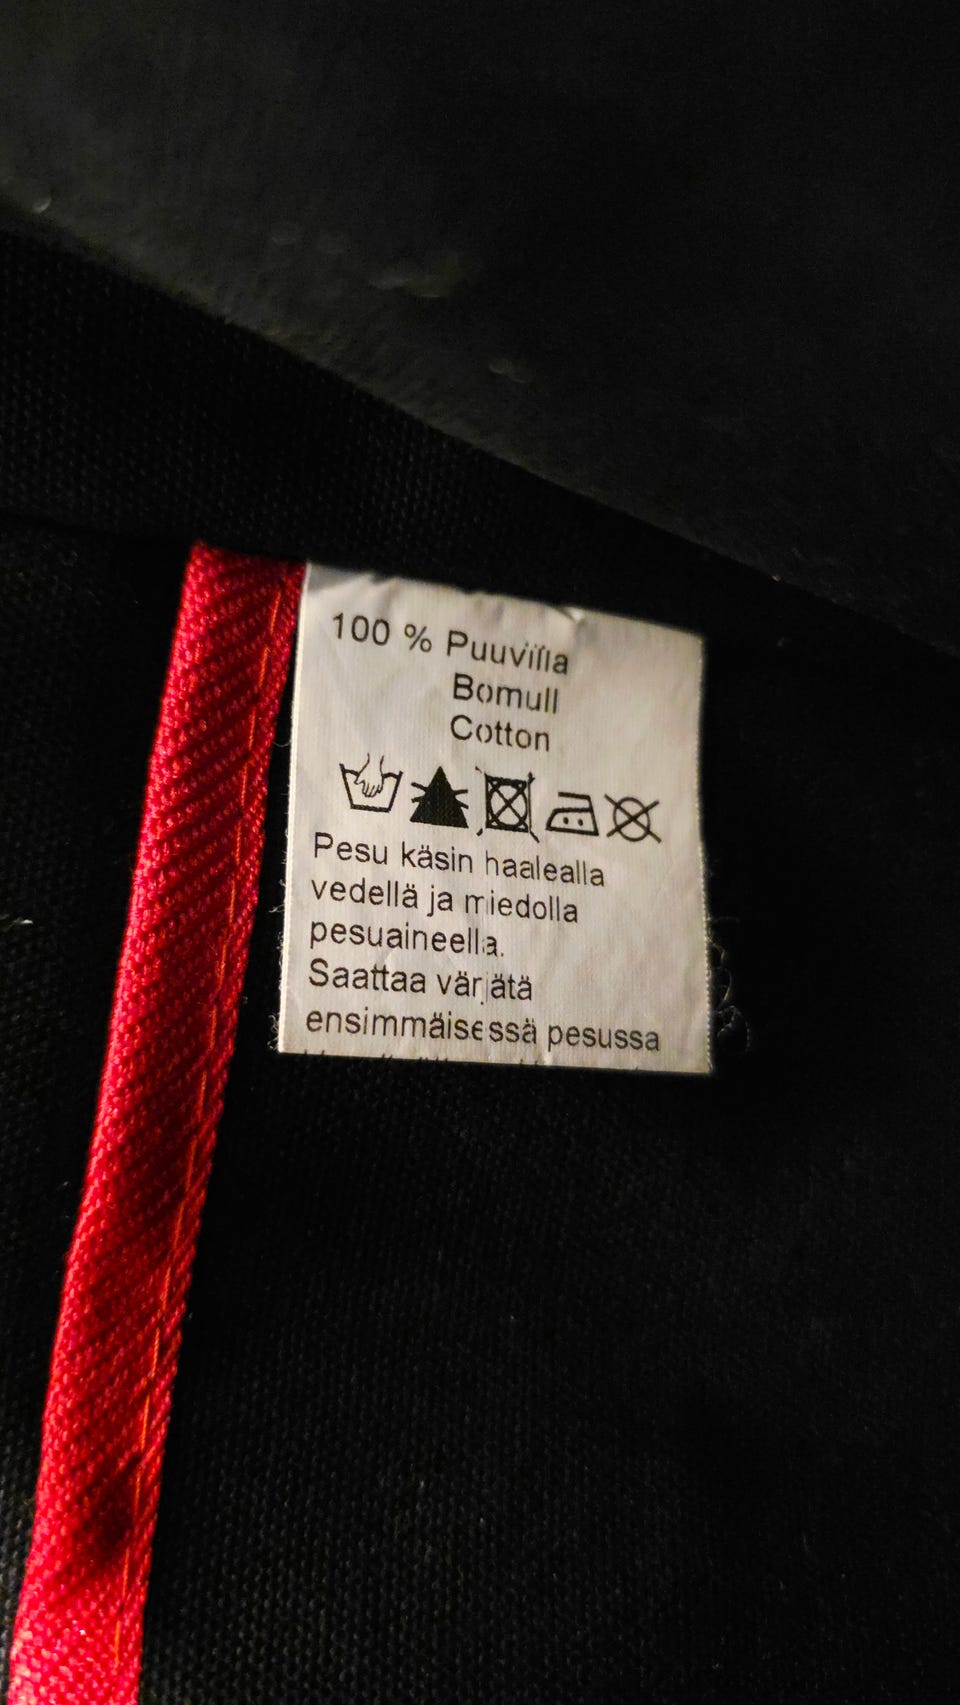 100 % Puuvilla
Bomull
Cotton
Pesu käsin haalealla
vedellä ja miedolla
pesuaineella.
Saattaa värjätä
ensimmäisessä pesussa